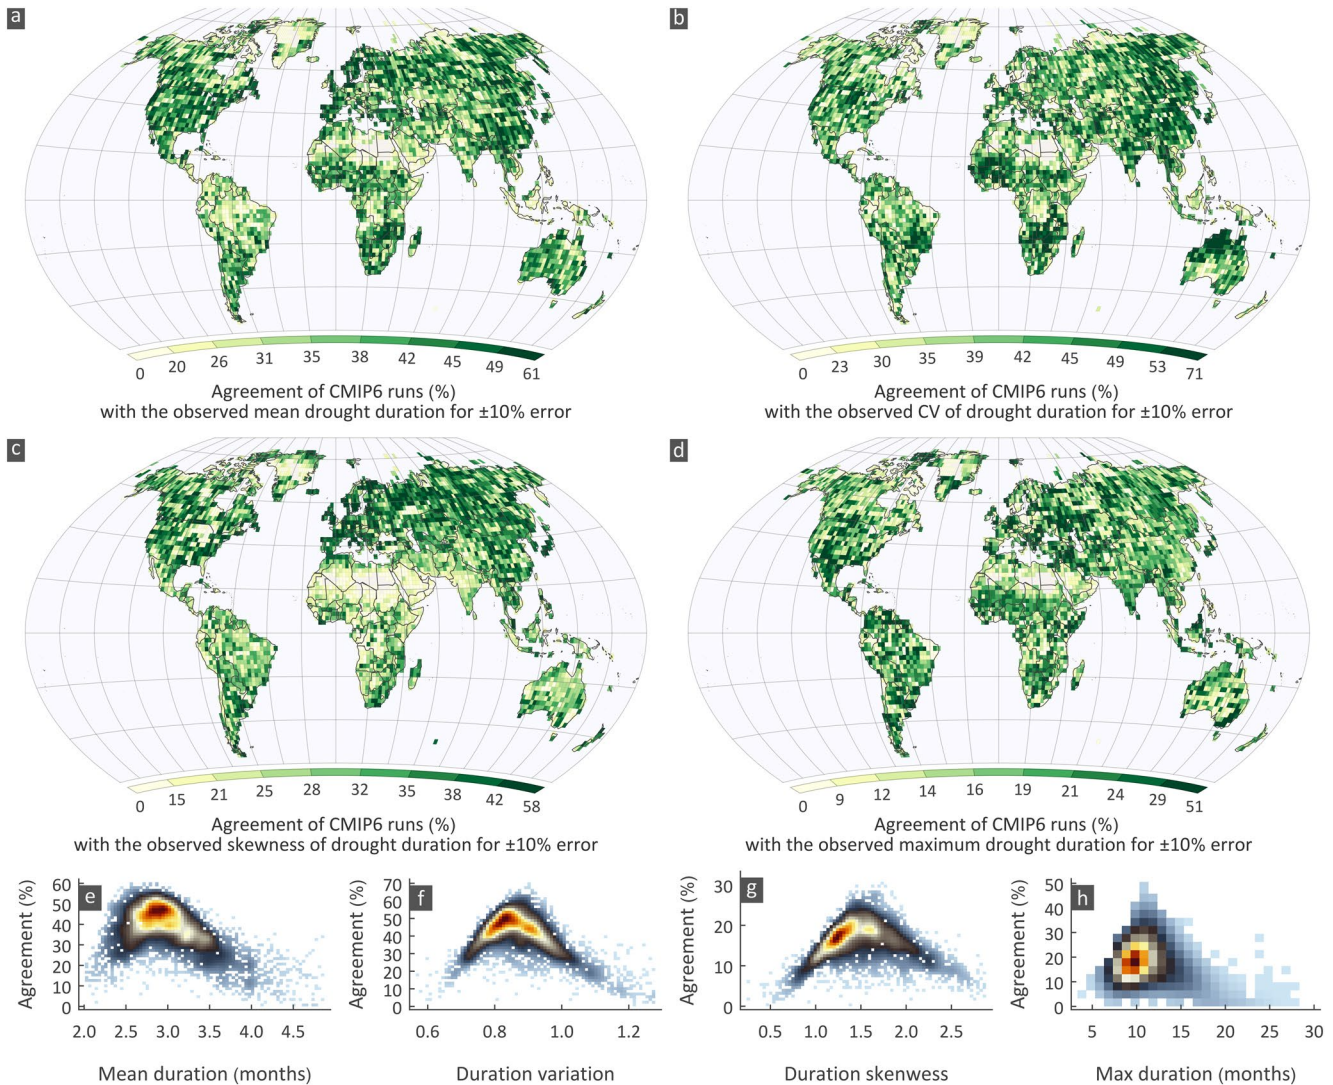 a
b
0 20 26 31 35 38 42 45 49 61
Agreement of CMIP6 runs (%)
with the observed mean drought duration for ±10% error
0 23 30 35 39 42 45 49 53 71
Agreement of CMIP6 runs (%)
with the observed CV of drought duration for ±10% error
c
d
0 15 21 25 28 32 35 38 42 58
Agreement of CMIP6 runs (%)
with the observed skewness of drought duration for ±10% error
0 9 12 14 16 19 21 24 29 51
Agreement of CMIP6 runs (%)
with the observed maximum drought duration for ±10% error
e
Agreement (%)
60
50
40
30
20
10
0
2.0 2.5 3.0 3.5 4.0 4.5
Mean duration (months)
f
Agreement (%)
70
60
50
40
30
20
10
0
0.6 0.8 1.0 1.2
Duration variation
g
Agreement (%)
30
20
10
0
0.5 1.0 1.5 2.0 2.5
Duration skenwess
h
Agreement (%)
50
40
30
20
10
0
5 10 15 20 25 30
Max duration (months)